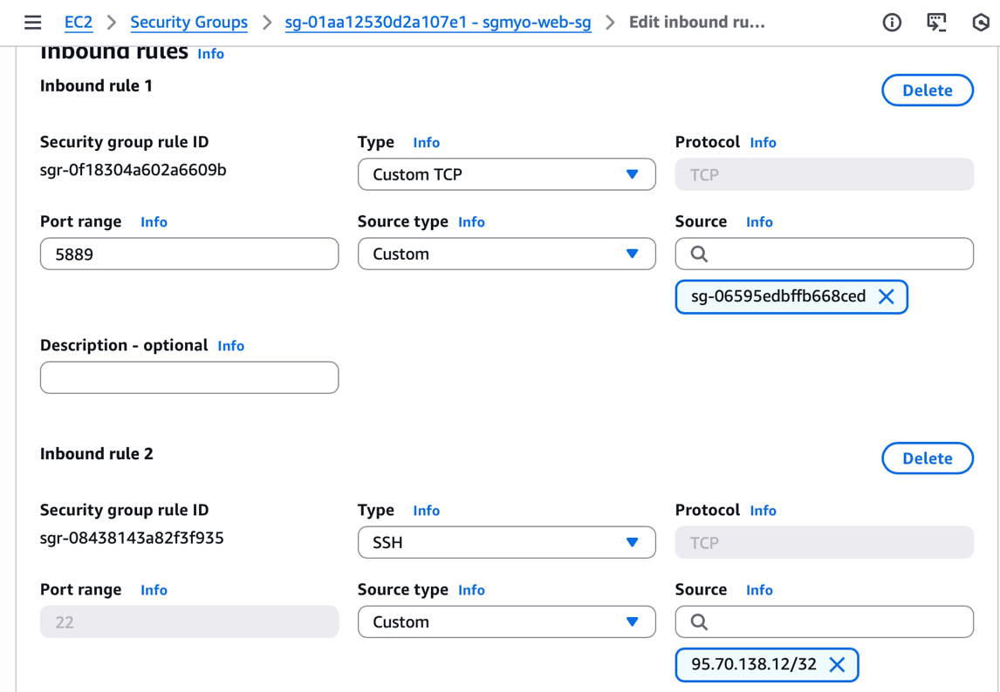 EC2 > Security Groups > sg-01aa12530d2a107e1 - sgmyo-web-sg > Edit inbound ru...
Inbound rules Info
Inbound rule 1
Delete
Security group rule ID
sgr-0f18304a602a6609b
Type Info
Custom TCP
Protocol Info
TCP
Port range Info
5889
Source type Info
Custom
Source Info
sg-06595edbffb668ced
Description - optional Info
Inbound rule 2
Delete
Security group rule ID
sgr-08438143a82f3f935
Type Info
SSH
Protocol Info
TCP
Port range Info
22
Source type Info
Custom
Source Info
95.70.138.12/32